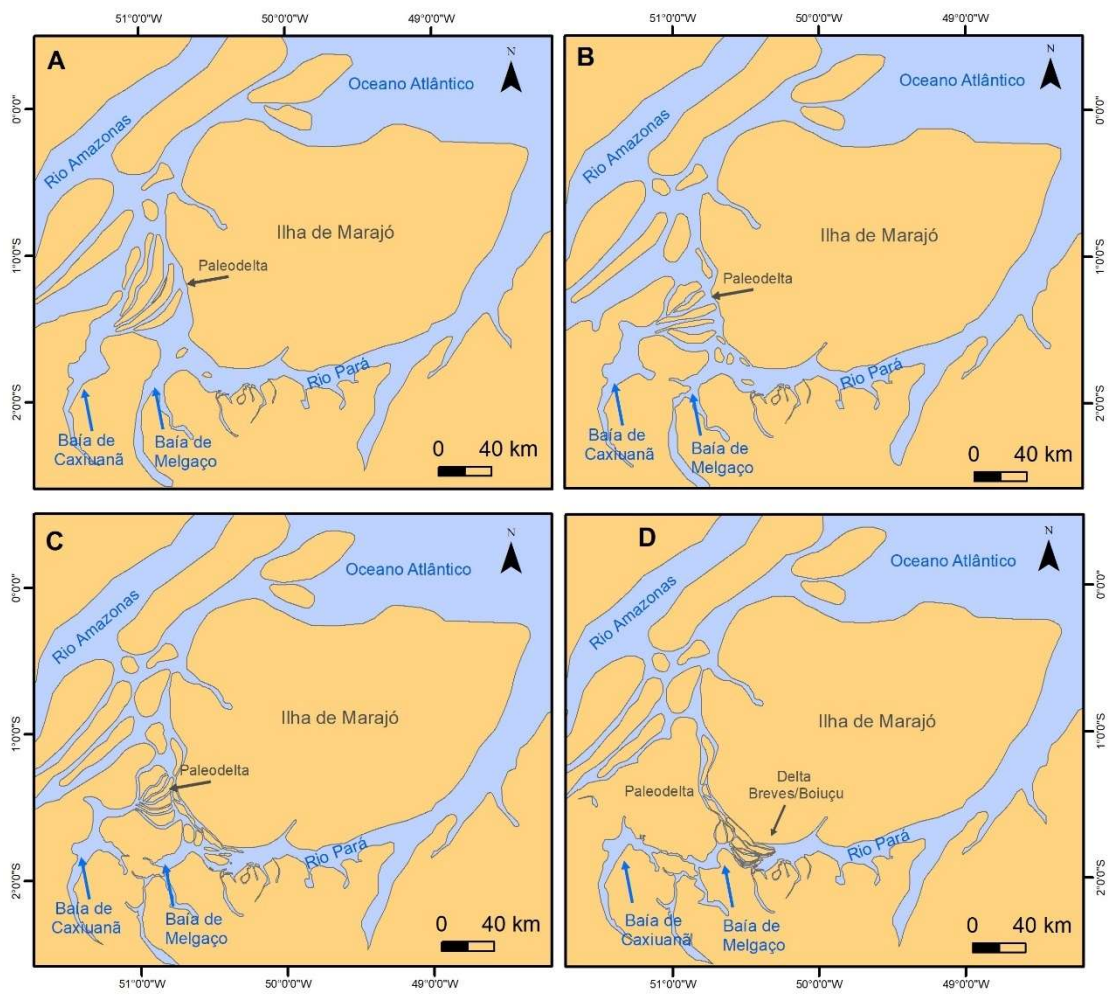 51°0'0"W
50°0'0"W
49°0'0"W
51°0'0"W
50°0'0"W
49°0'0"W
A
N
Oceano Atlântico
Rio Amazonas
Ilha de Marajó
Paleodelta
Rio Pará
Baía de
Caxiuanã
Baía de
Melgaço
0 40 km
0°0'0"
1°0'0"S
2°0'0"S
B
N
Oceano Atlântico
Rio Amazonas
Ilha de Marajó
Paleodelta
Rio Pará
Baía de
Caxiuanã
Baía de
Melgaço
0 40 km
0°0'0"
1°0'0"S
2°0'0"S
C
N
Oceano Atlântico
Rio Amazonas
Ilha de Marajó
Paleodelta
Rio Pará
Baía de
Caxiuanã
Baía de
Melgaço
0 40 km
0°0'0"
1°0'0"S
2°0'0"S
D
N
Oceano Atlântico
Rio Amazonas
Ilha de Marajó
Paleodelta
Delta
Breves/Boiuçu
Rio Pará
Baía de
Caxiuanã
Baía de
Melgaço
0 40 km
0°0'0"
1°0'0"S
2°0'0"S
51°0'0"W
50°0'0"W
49°0'0"W
51°0'0"W
50°0'0"W
49°0'0"W